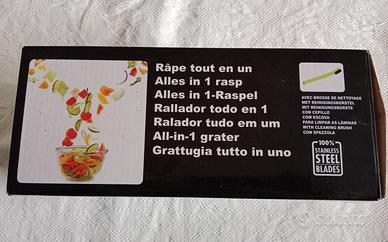 Râpe tout en un
Alles in 1 rasp
Alles in 1-Raspel
Rallador todo en 1
Ralador tudo em um
All-in-1 grater
Grattugia tutto in uno
AVEC BROSSE DE NETTOYAGE
MET REINIGINGSBORSTEL
MIT REINIGUNGSBÜRSTE
CON CEPILLO
COM ESCOVA
PARA LIMPAR AS LÂMINAS
WITH CLEANING BRUSH
CON SPAZZOLA
100%
STAINLESS
STEEL
BLADES